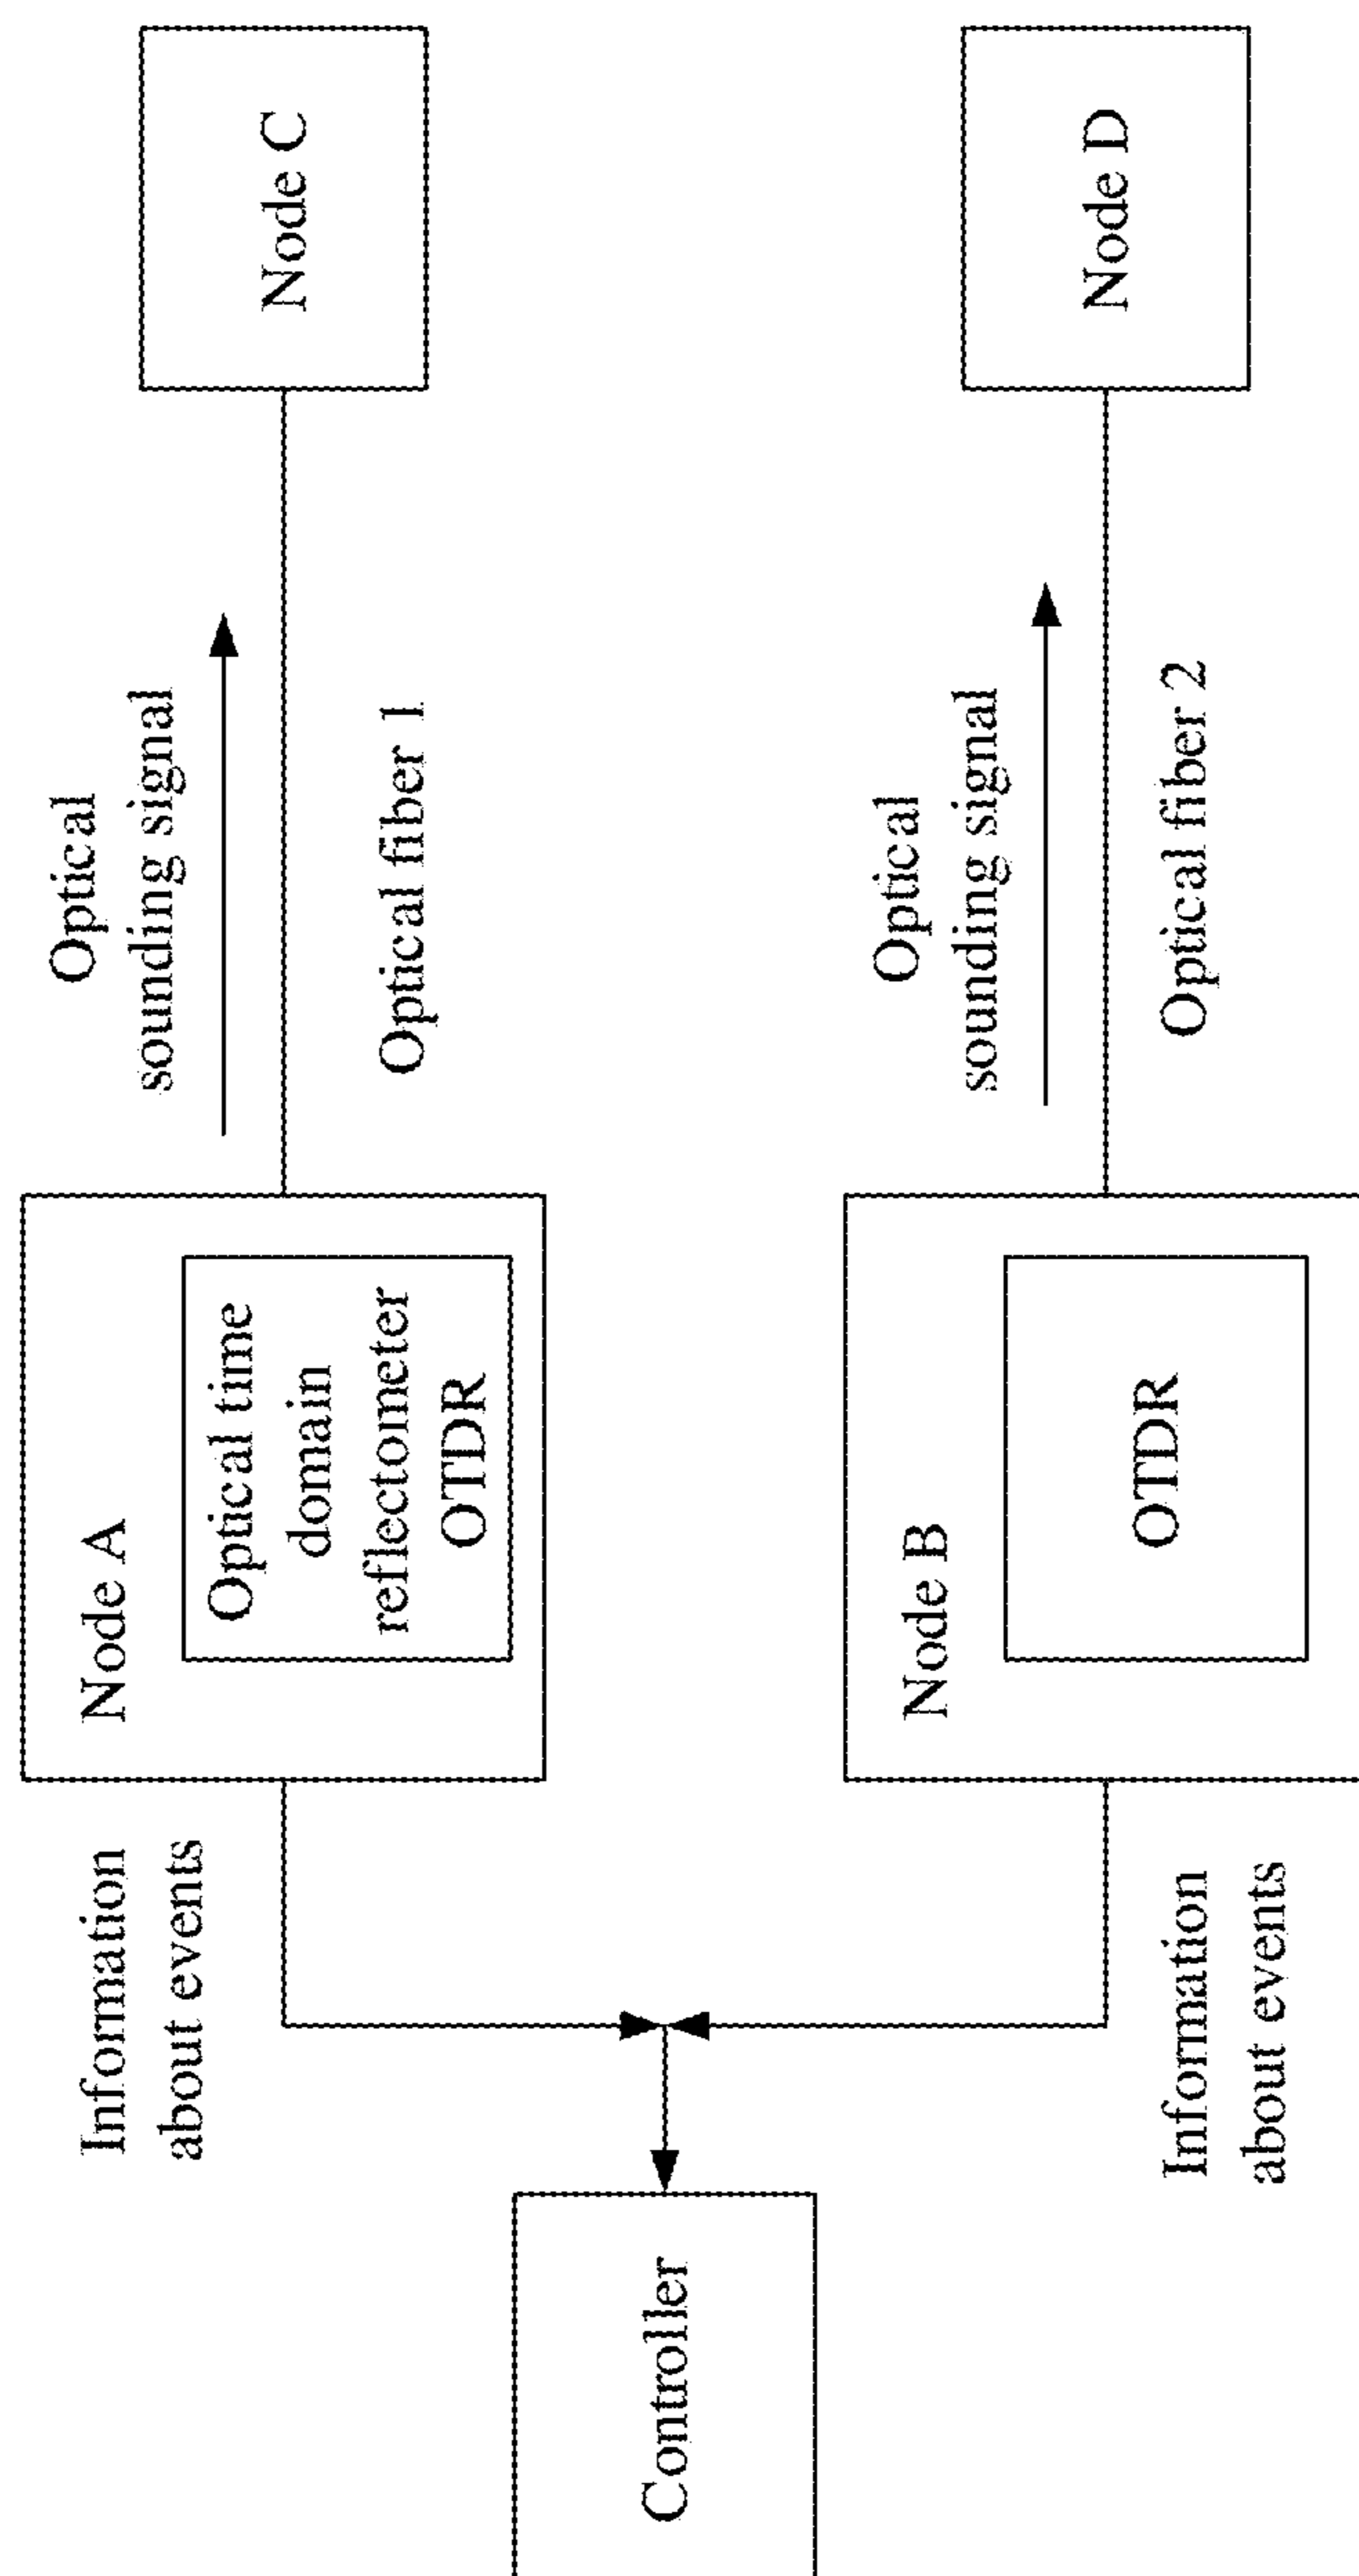 Controller
Information
about events
Information
about events
Node A
Optical time
domain
reflectometer
OTDR
Node B
OTDR
Optical
sounding signal
Optical fiber 1
Optical
sounding signal
Optical fiber 2
Node C
Node D